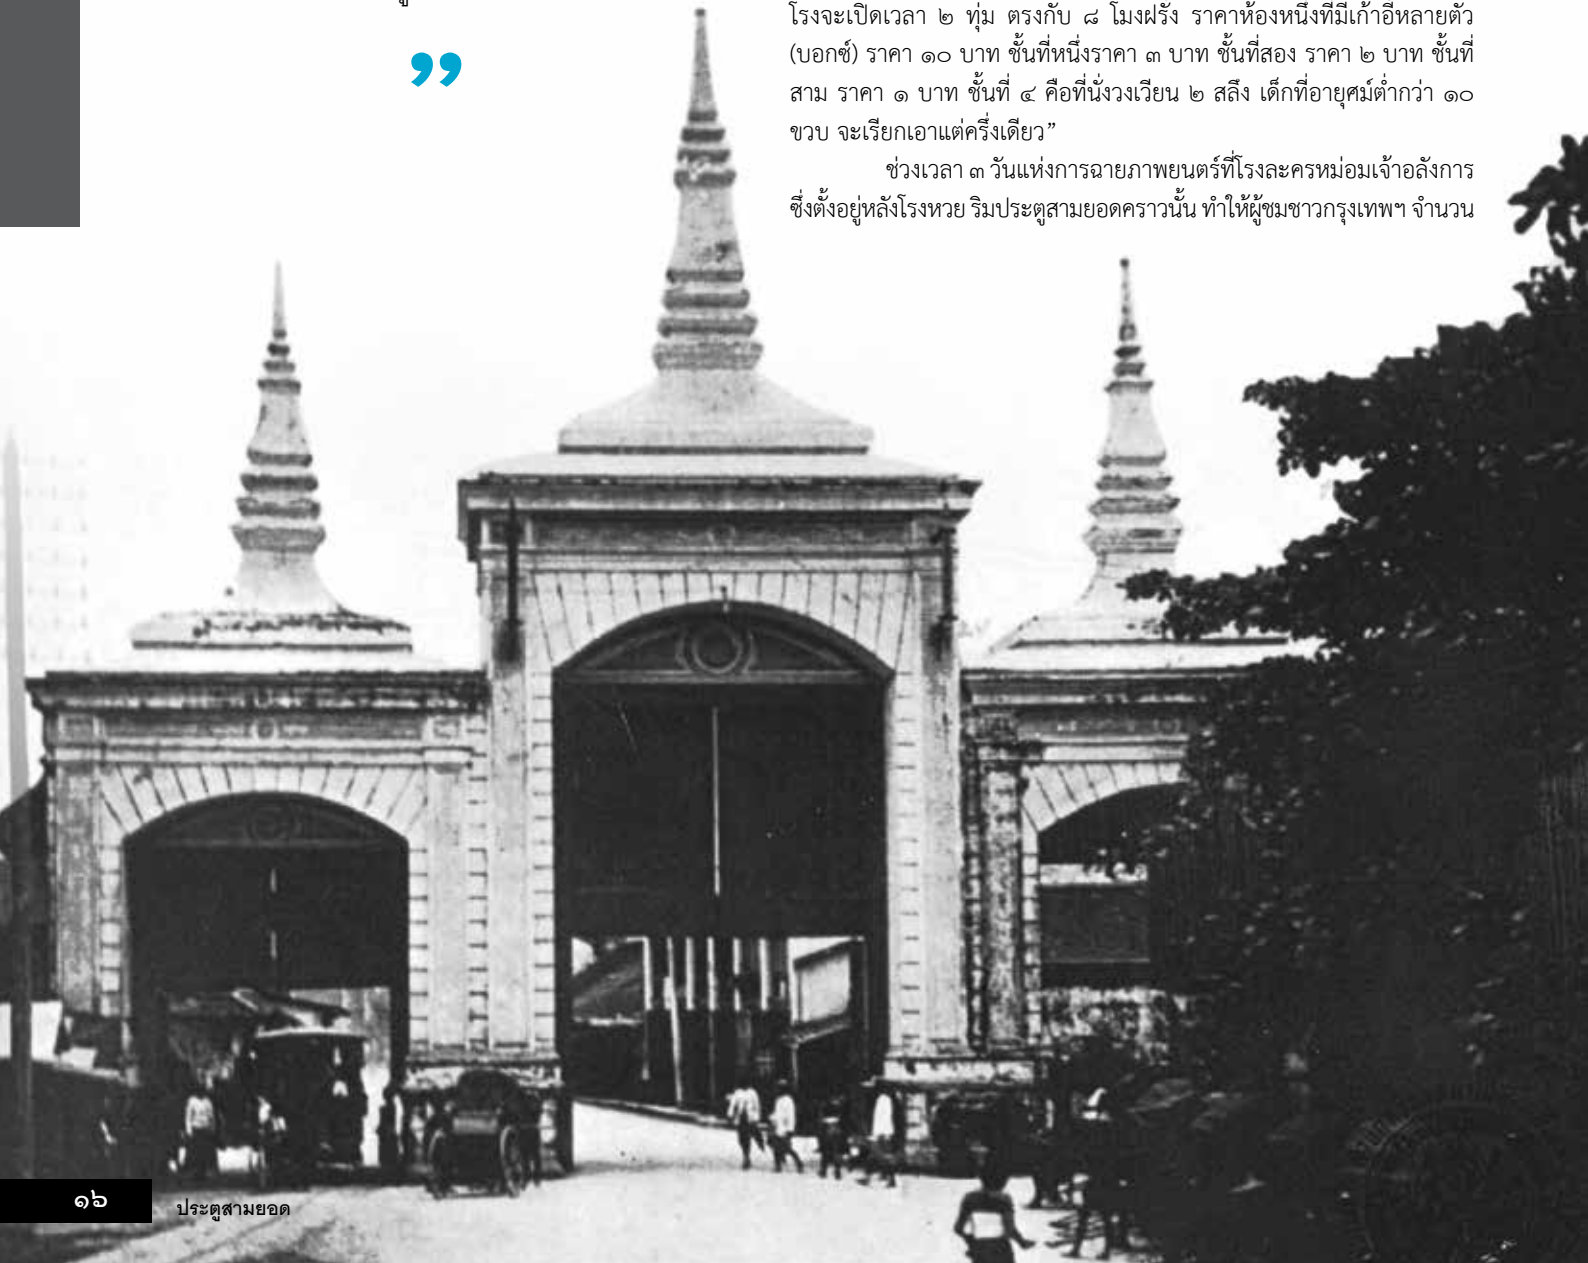 ”
โรงจะเปิดเวลา ๒ ทุ่ม ตรงกับ ๘ โมงฝรั่ง ราคาห้องหนึ่งที่มีเก้าอี้หลายตัว
(บอกซ์) ราคา ๑๐ บาท ชั้นที่หนึ่งราคา ๓ บาท ชั้นที่สอง ราคา ๒ บาท ชั้นที่
สาม ราคา ๑ บาท ชั้นที่ ๔ คือที่นั่งวงเวียน ๒ สลึง เด็กที่อายุศม์ต่ำกว่า ๑๐
ขวบ จะเรียกเอาแต่ครึ่งเดียว”
ช่วงเวลา ๓ วันแห่งการฉายภาพยนตร์ที่โรงละครหม่อมเจ้าอลังการ
ซึ่งตั้งอยู่หลังโรงหวย ริมประตูสามยอดคราวนั้น ทำให้ผู้ชมชาวกรุงเทพฯ จำนวน
๑๖
ประตูสามยอด